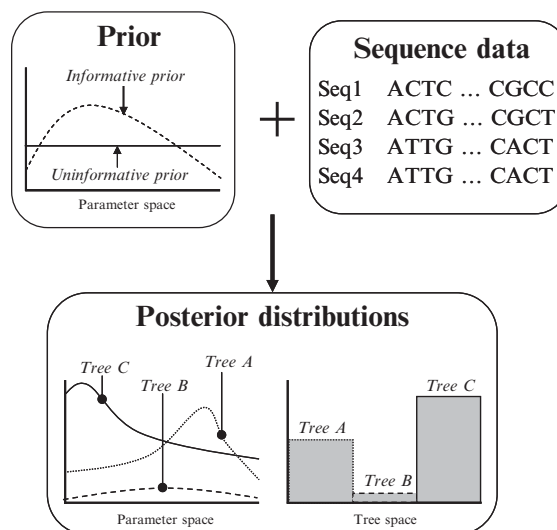 Prior
Informative prior
Uninformative prior
Parameter space
+
Sequence data
Seq1 ACTC ... CGCC
Seq2 ACTG ... CGCT
Seq3 ATTG ... CACT
Seq4 ATTG ... CACT
Posterior distributions
Tree C
Tree B
Tree A
Parameter space
Tree A
Tree B
Tree C
Tree space